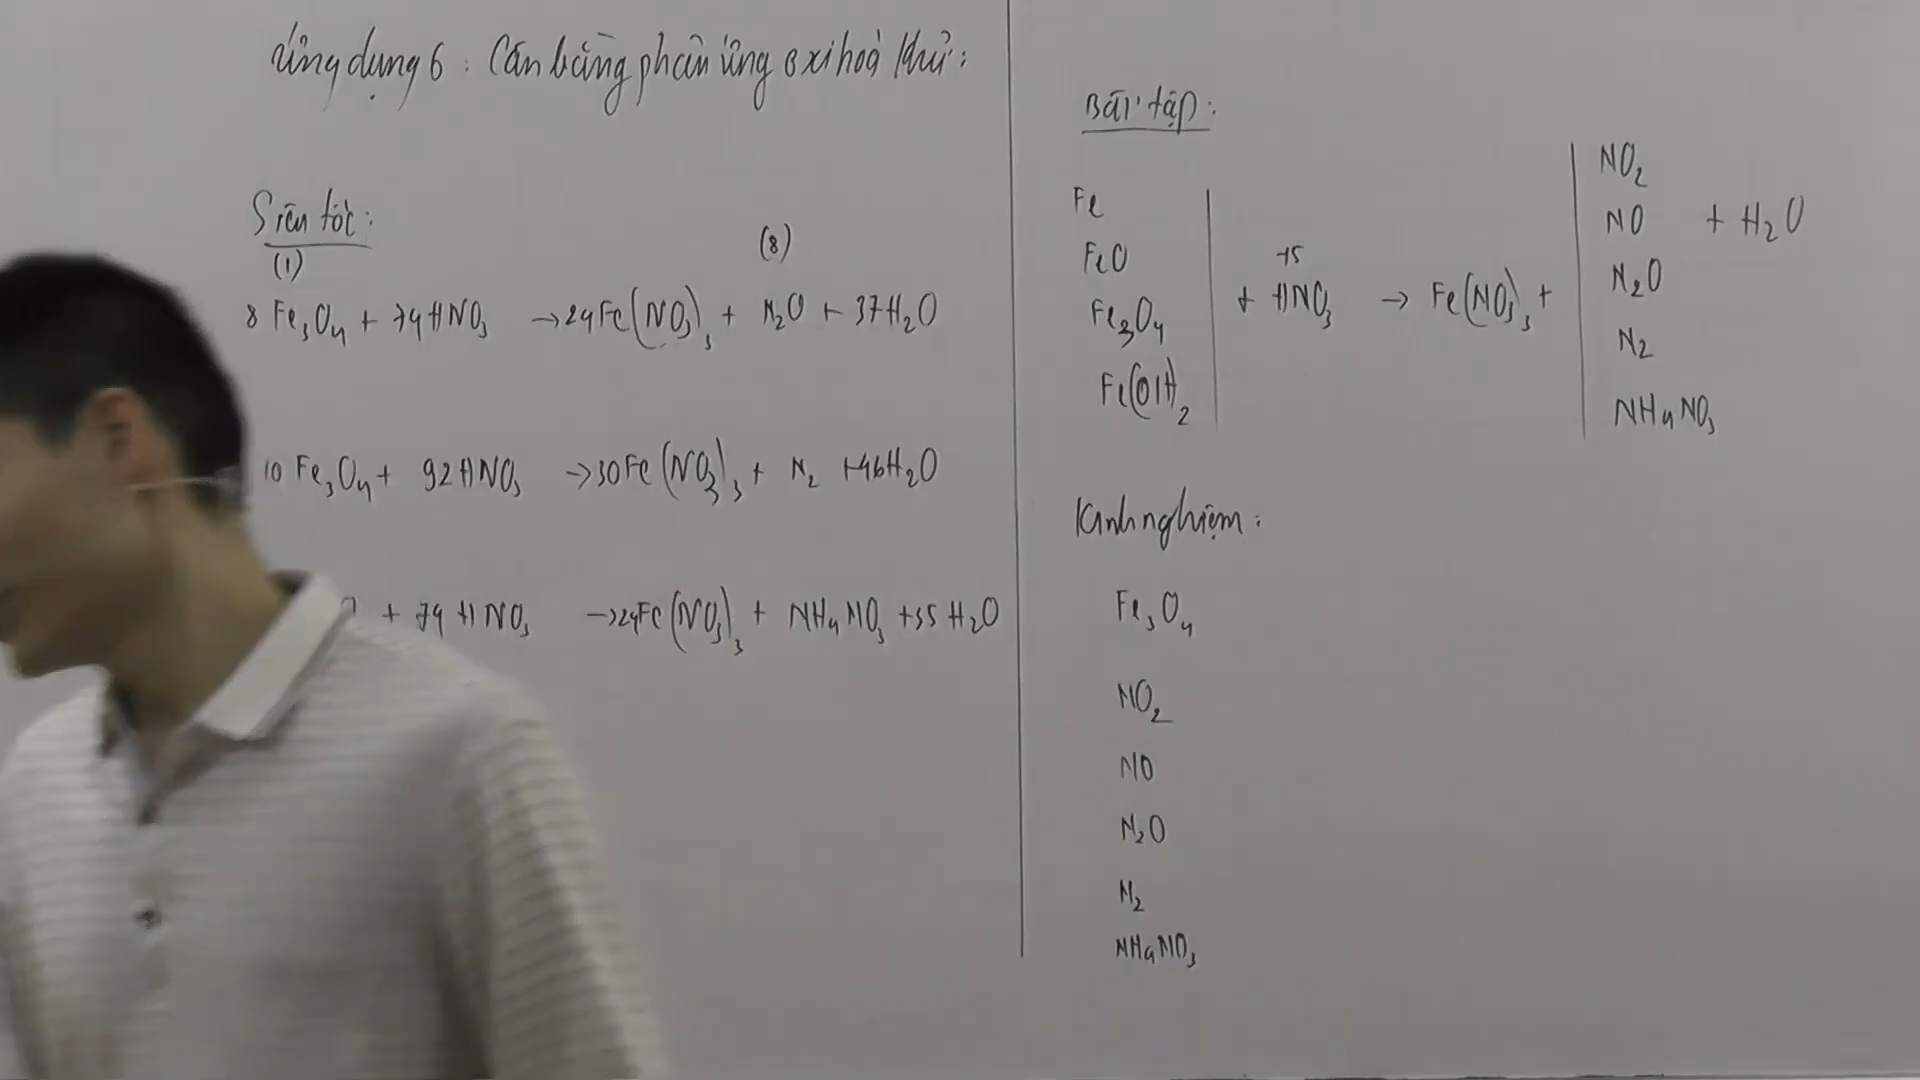 Ứng dụng 6 : Cân bằng phản ứng oxi hoá khử :
Siêu tốc :
(1) (8)
8 Fe₃O₄ + 74 HNO₃ → 24 Fe(NO₃)₃ + N₂O + 37 H₂O
10 Fe₃O₄ + 92 HNO₃ → 30 Fe(NO₃)₃ + N₂ + 46 H₂O
+ 74 HNO₃ → 24 Fe(NO₃)₃ + NH₄NO₃ + 35 H₂O
Bài tập :
Fe
FeO
Fe₃O₄
Fe(OH)₂
+5
+ HNO₃ → Fe(NO₃)₃ +
NO₂
NO + H₂O
N₂O
N₂
NH₄NO₃
Kinh nghiệm :
Fe₃O₄
NO₂
NO
N₂O
N₂
NH₄NO₃